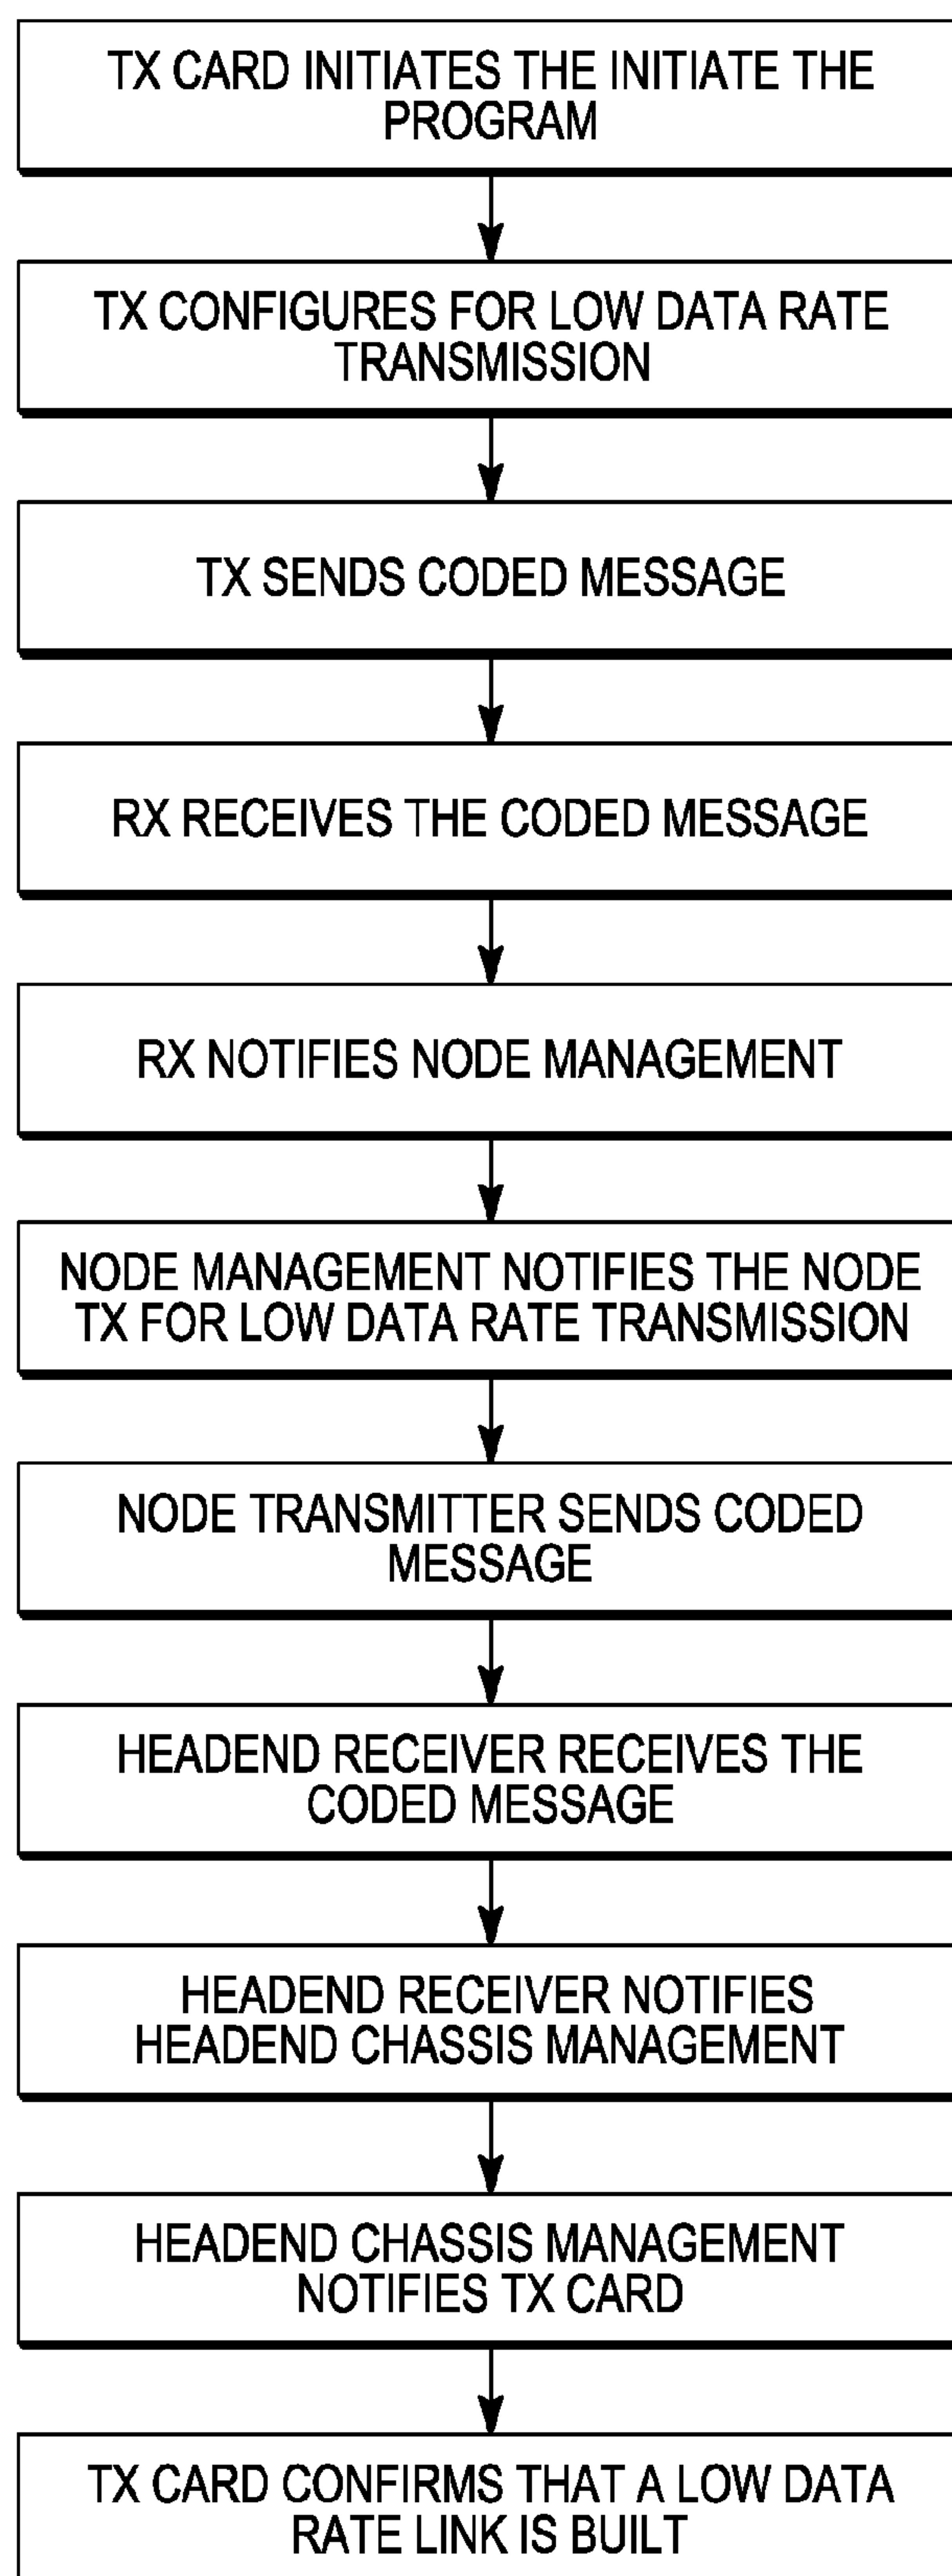 TX CARD INITIATES THE INITIATE THE
PROGRAM
TX CONFIGURES FOR LOW DATA RATE
TRANSMISSION
TX SENDS CODED MESSAGE
RX RECEIVES THE CODED MESSAGE
RX NOTIFIES NODE MANAGEMENT
NODE MANAGEMENT NOTIFIES THE NODE
TX FOR LOW DATA RATE TRANSMISSION
NODE TRANSMITTER SENDS CODED
MESSAGE
HEADEND RECEIVER RECEIVES THE
CODED MESSAGE
HEADEND RECEIVER NOTIFIES
HEADEND CHASSIS MANAGEMENT
HEADEND CHASSIS MANAGEMENT
NOTIFIES TX CARD
TX CARD CONFIRMS THAT A LOW DATA
RATE LINK IS BUILT